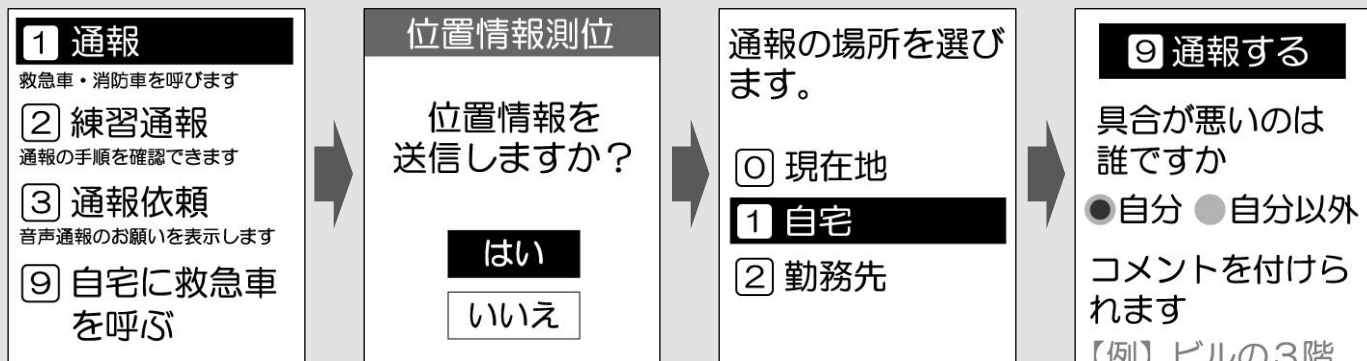 1 通報
救急車・消防車を呼びます
2 練習通報
通報の手順を確認できます
3 通報依頼
音声通報のお願いを表示します
9 自宅に救急車
を呼ぶ
位置情報測位
位置情報を
送信しますか？
はい
いいえ
通報の場所を選び
ます。
0 現在地
1 自宅
2 勤務先
9 通報する
具合が悪いのは
誰ですか
自分 自分以外
コメントを付けら
れます
【例】ビルの3階